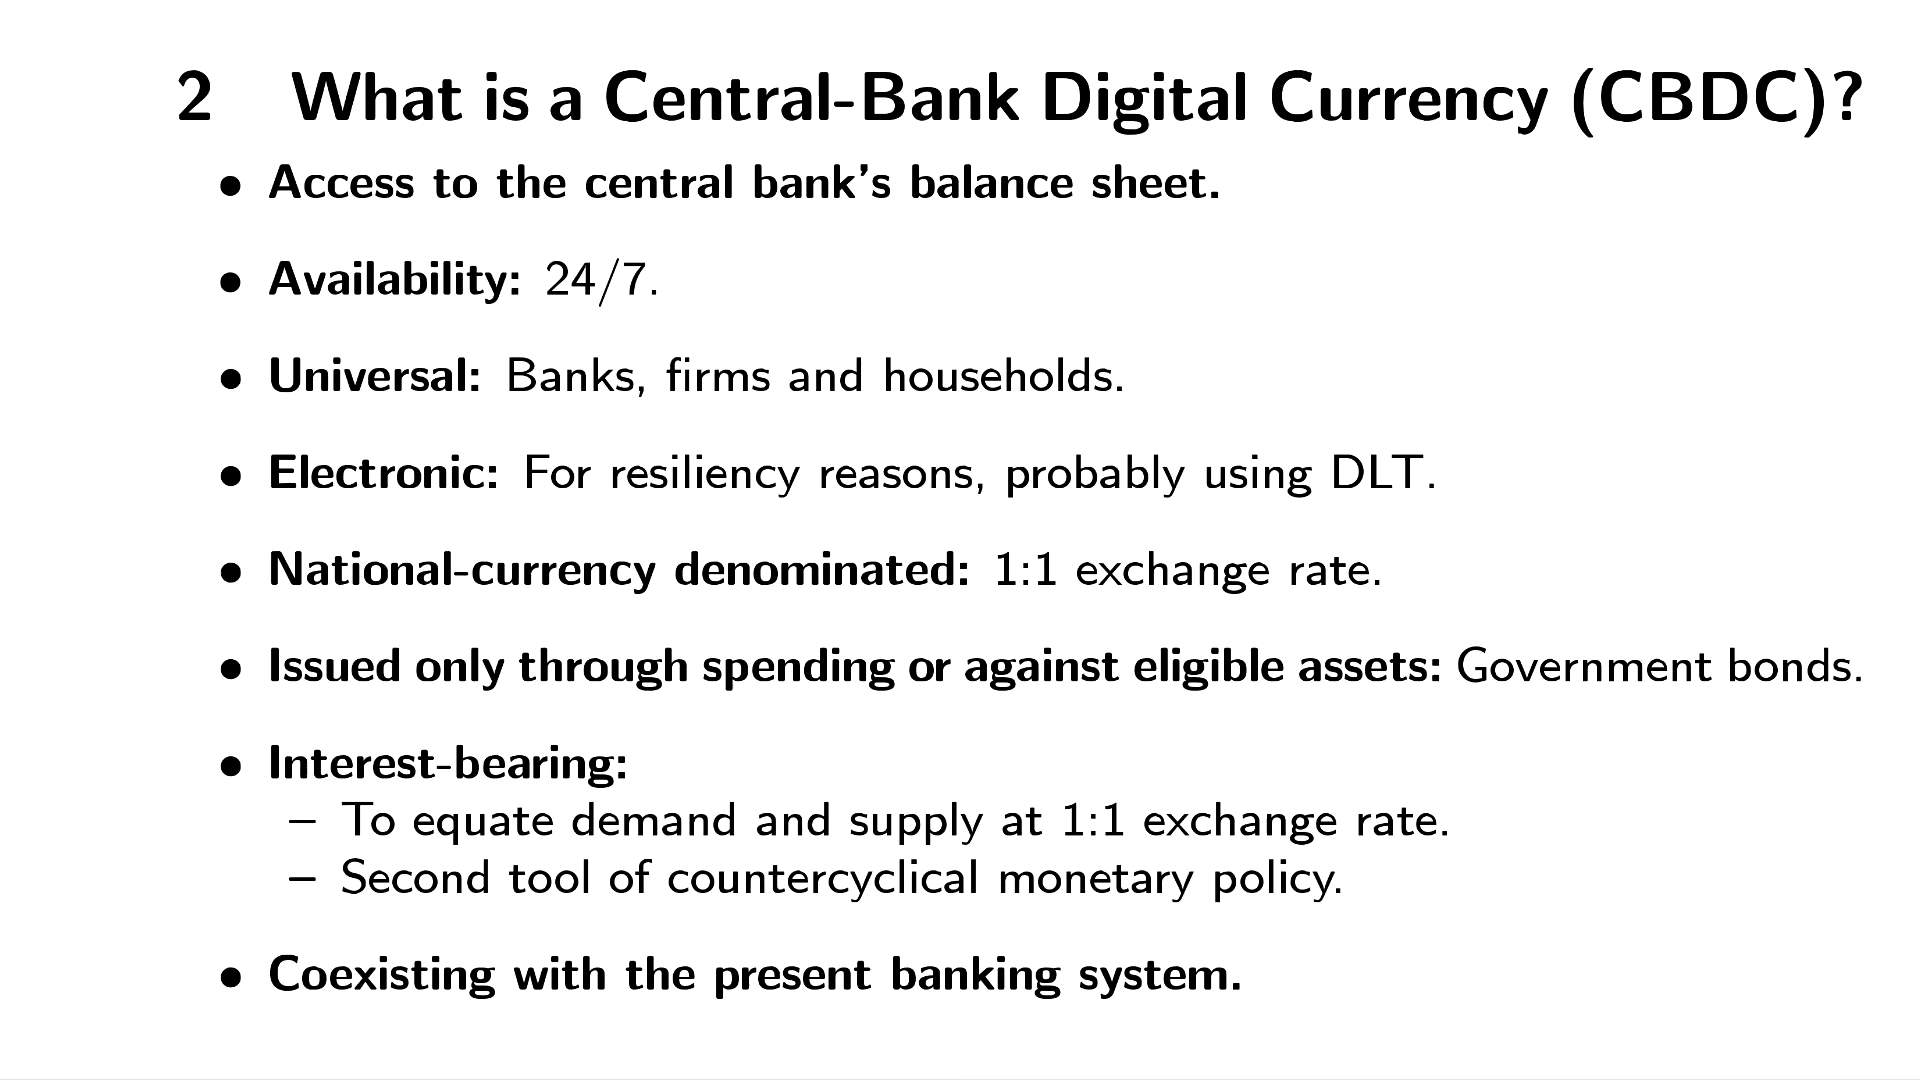 2 What is a Central-Bank Digital Currency (CBDC)?
• Access to the central bank's balance sheet.
• Availability: 24/7.
• Universal: Banks, firms and households.
• Electronic: For resiliency reasons, probably using DLT.
• National-currency denominated: 1:1 exchange rate.
• Issued only through spending or against eligible assets: Government bonds.
• Interest-bearing:
– To equate demand and supply at 1:1 exchange rate.
– Second tool of countercyclical monetary policy.
• Coexisting with the present banking system.